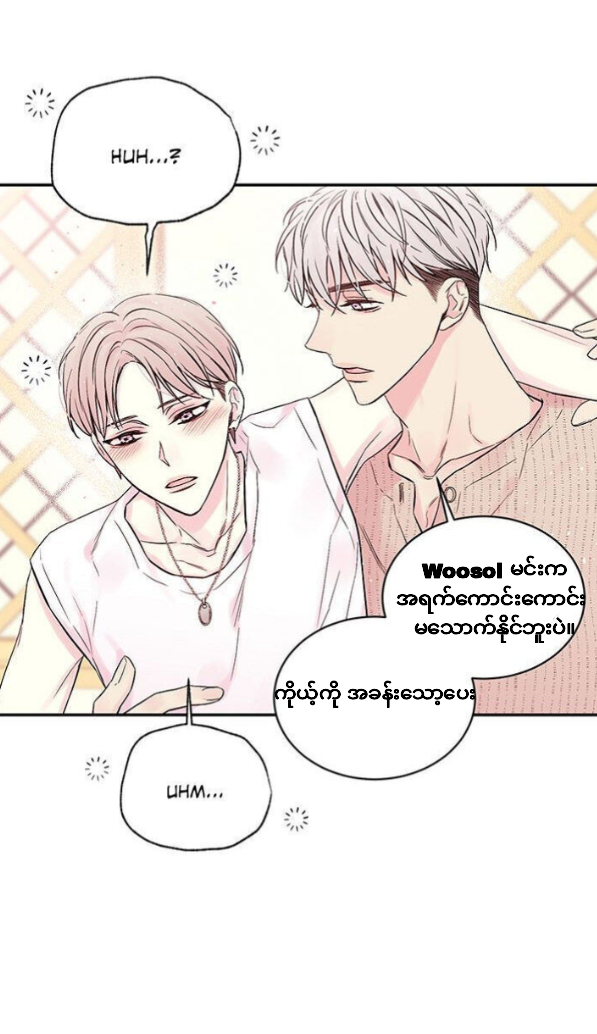 HUH...?
Woosol မင်းက
အရက်ကောင်းကောင်း
မသောက်နိုင်ဘူးပဲ။
ကိုယ့်ကို အခန်းသော့ပေး
UHM...